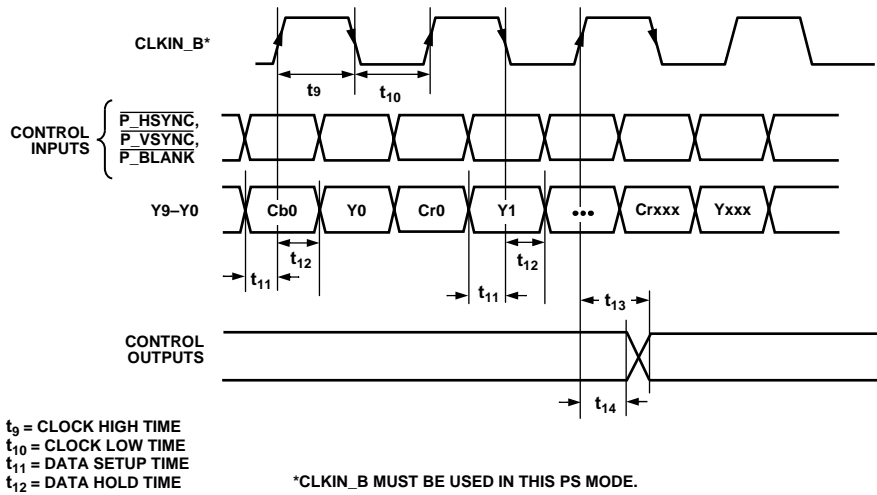 CLKIN_B*
t9
t10
CONTROL
INPUTS
P_HSYNC,
P_VSYNC,
P_BLANK
Y9–Y0
Cb0
Y0
Cr0
Y1
•••
Crxxx
Yxxx
t12
t12
t11
t11
t13
CONTROL
OUTPUTS
t14
t9 = CLOCK HIGH TIME
t10 = CLOCK LOW TIME
t11 = DATA SETUP TIME
t12 = DATA HOLD TIME
*CLKIN_B MUST BE USED IN THIS PS MODE.